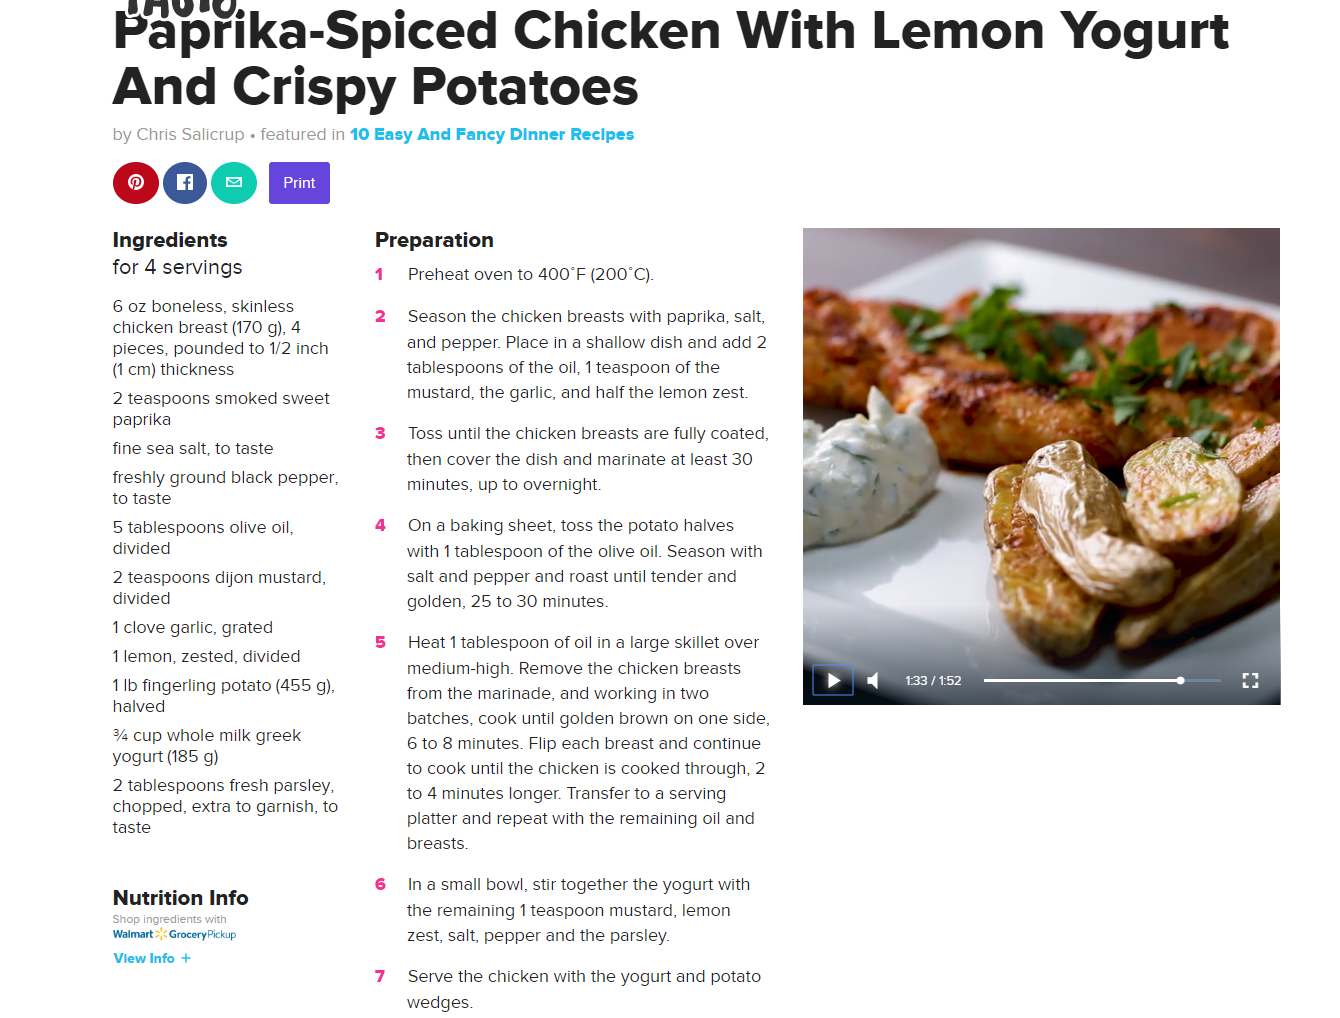 TASTY
Paprika-Spiced Chicken With Lemon Yogurt
And Crispy Potatoes
by Chris Salicrup • featured in 10 Easy And Fancy Dinner Recipes
Print
Ingredients
for 4 servings
6 oz boneless, skinless
chicken breast (170 g), 4
pieces, pounded to 1/2 inch
(1 cm) thickness
2 teaspoons smoked sweet
paprika
fine sea salt, to taste
freshly ground black pepper,
to taste
5 tablespoons olive oil,
divided
2 teaspoons dijon mustard,
divided
1 clove garlic, grated
1 lemon, zested, divided
1 lb fingerling potato (455 g),
halved
¾ cup whole milk greek
yogurt (185 g)
2 tablespoons fresh parsley,
chopped, extra to garnish, to
taste
Nutrition Info
Shop ingredients with
Walmart GroceryPickup
View Info +
Preparation
1 Preheat oven to 400˚F (200˚C).
2 Season the chicken breasts with paprika, salt,
and pepper. Place in a shallow dish and add 2
tablespoons of the oil, 1 teaspoon of the
mustard, the garlic, and half the lemon zest.
3 Toss until the chicken breasts are fully coated,
then cover the dish and marinate at least 30
minutes, up to overnight.
4 On a baking sheet, toss the potato halves
with 1 tablespoon of the olive oil. Season with
salt and pepper and roast until tender and
golden, 25 to 30 minutes.
5 Heat 1 tablespoon of oil in a large skillet over
medium-high. Remove the chicken breasts
from the marinade, and working in two
batches, cook until golden brown on one side,
6 to 8 minutes. Flip each breast and continue
to cook until the chicken is cooked through, 2
to 4 minutes longer. Transfer to a serving
platter and repeat with the remaining oil and
breasts.
6 In a small bowl, stir together the yogurt with
the remaining 1 teaspoon mustard, lemon
zest, salt, pepper and the parsley.
7 Serve the chicken with the yogurt and potato
wedges.
1:33 / 1:52